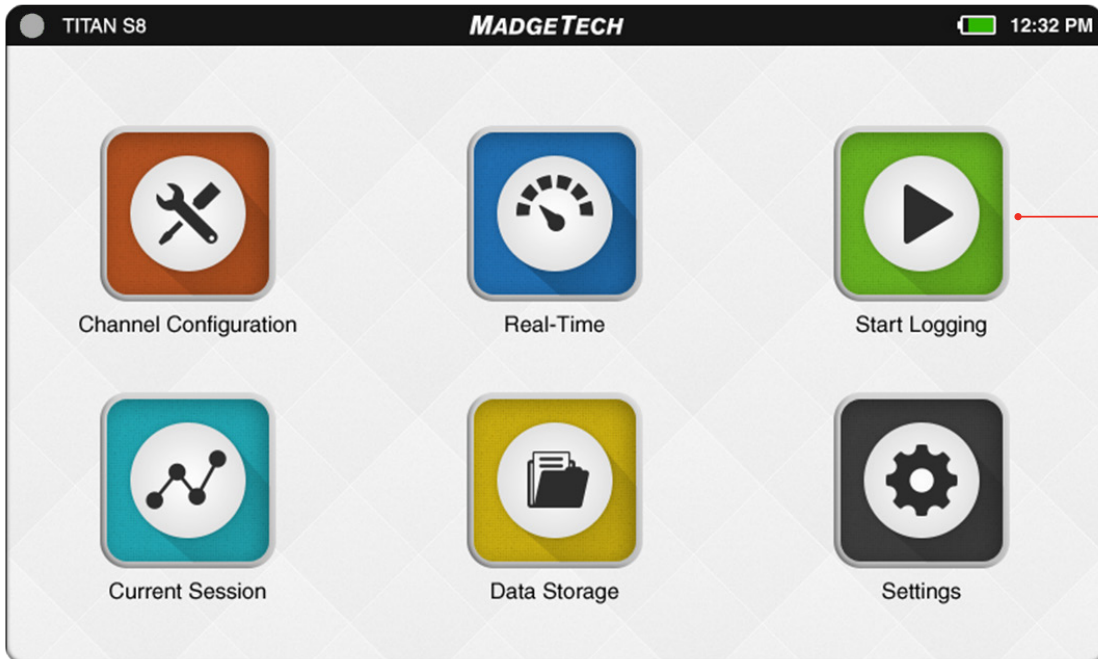 TITAN S8 MADGETECH 12:32 PM
Channel Configuration Real-Time Start Logging
Current Session Data Storage Settings